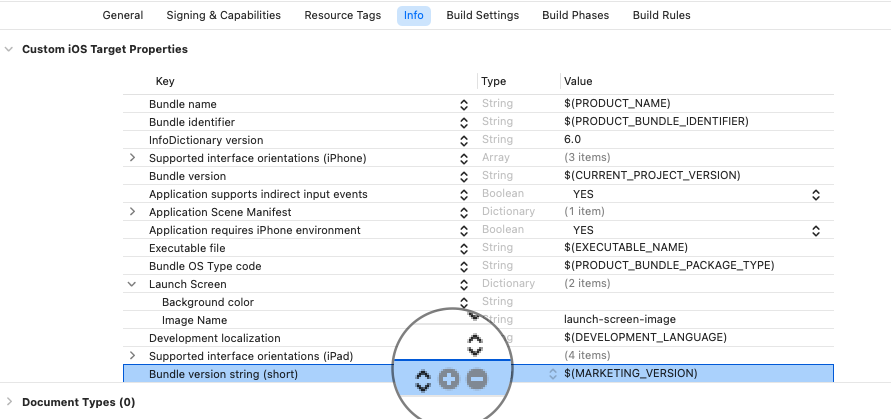 General Signing & Capabilities Resource Tags Info Build Settings Build Phases Build Rules
Custom iOS Target Properties
Key Type Value
Bundle name String $(PRODUCT_NAME)
Bundle identifier String $(PRODUCT_BUNDLE_IDENTIFIER)
InfoDictionary version String 6.0
Supported interface orientations (iPhone) Array (3 items)
Bundle version String $(CURRENT_PROJECT_VERSION)
Application supports indirect input events Boolean YES
Application Scene Manifest Dictionary (1 item)
Application requires iPhone environment Boolean YES
Executable file String $(EXECUTABLE_NAME)
Bundle OS Type code String $(PRODUCT_BUNDLE_PACKAGE_TYPE)
Launch Screen Dictionary (2 items)
Background color String
Image Name launch-screen-image
Development localization $(DEVELOPMENT_LANGUAGE)
Supported interface orientations (iPad) (4 items)
Bundle version string (short) $(MARKETING_VERSION)
Document Types (0)